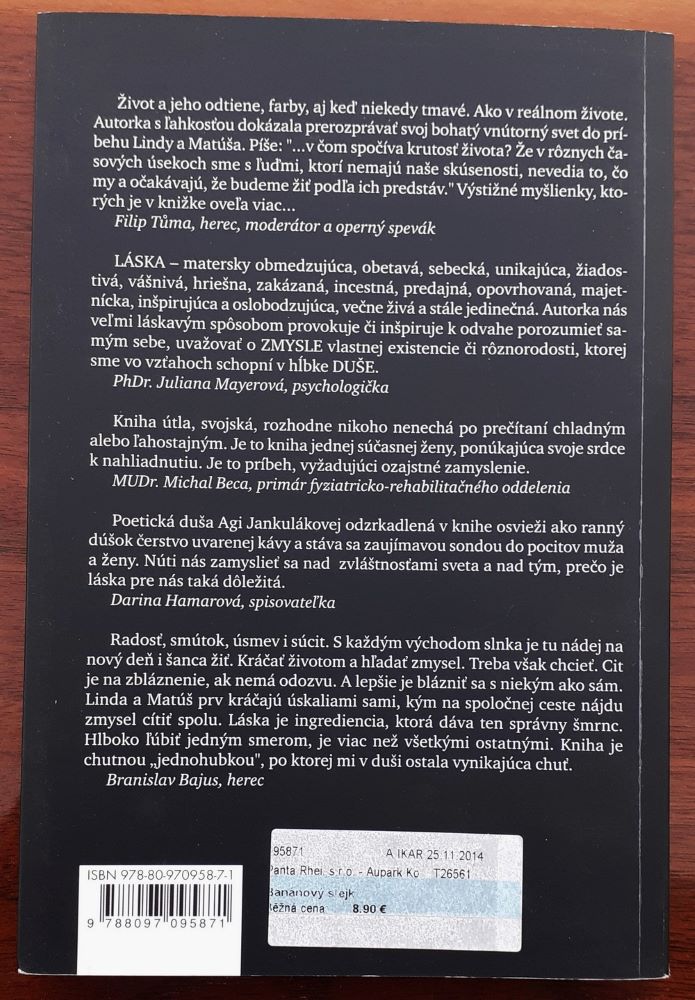 Život a jeho odtiene, farby, aj keď niekedy tmavé. Ako v reálnom živote.
Autorka s ľahkosťou dokázala prerozprávať svoj bohatý vnútorný svet do prí-
behu Lindy a Matúša. Píše: "...v čom spočíva krutosť života? Že v rôznych ča-
sových úsekoch sme s ľuďmi, ktorí nemajú naše skúsenosti, nevedia to, čo
my a očakávajú, že budeme žiť podľa ich predstáv." Výstižné myšlienky, kto-
rých je v knižke oveľa viac...
Filip Tůma, herec, moderátor a operný spevák
LÁSKA – matersky obmedzujúca, obetavá, sebecká, unikajúca, žiados-
tivá, vášnivá, hriešna, zakázaná, incestná, predajná, opovrhovaná, majet-
nícka, inšpirujúca a oslobodzujúca, večne živá a stále jedinečná. Autorka nás
veľmi láskavým spôsobom provokuje či inšpiruje k odvahe porozumieť sa-
mým sebe, uvažovať o ZMYSLE vlastnej existencie či rôznorodosti, ktorej
sme vo vzťahoch schopní v hĺbke DUŠE.
PhDr. Juliana Mayerová, psychologička
Kniha útla, svojská, rozhodne nikoho nenechá po prečítaní chladným
alebo ľahostajným. Je to kniha jednej súčasnej ženy, ponúkajúca svoje srdce
k nahliadnutiu. Je to príbeh, vyžadujúci ozajstné zamyslenie.
MUDr. Michal Beca, primár fyziatricko-rehabilitačného oddelenia
Poetická duša Agi Jankulákovej odzrkadlená v knihe osvieži ako ranný
dúšok čerstvo uvarenej kávy a stáva sa zaujímavou sondou do pocitov muža
a ženy. Núti nás zamyslieť sa nad zvláštnosťami sveta a nad tým, prečo je
láska pre nás taká dôležitá.
Darina Hamarová, spisovateľka
Radosť, smútok, úsmev i súcit. S každým východom slnka je tu nádej na
nový deň i šanca žiť. Kráčať životom a hľadať zmysel. Treba však chcieť. Cit
je na zbláznenie, ak nemá odozvu. A lepšie je blázniť sa s niekým ako sám.
Linda a Matúš prv kráčajú úskaliami sami, kým na spoločnej ceste nájdu
zmysel cítiť spolu. Láska je ingrediencia, ktorá dáva ten správny šmrnc.
Hlboko ľúbiť jedným smerom, je viac než všetkými ostatnými. Kniha je
chutnou „jednohubkou", po ktorej mi v duši ostala vynikajúca chuť.
Branislav Bajus, herec
95871 A IKAR 25.11.2014
Panta Rhei, s.r.o. - Aupark Ko T26561
Bananový slejk
Běžná cena 8.90 €
ISBN 978-80-970958-7-1
9 788097 095871